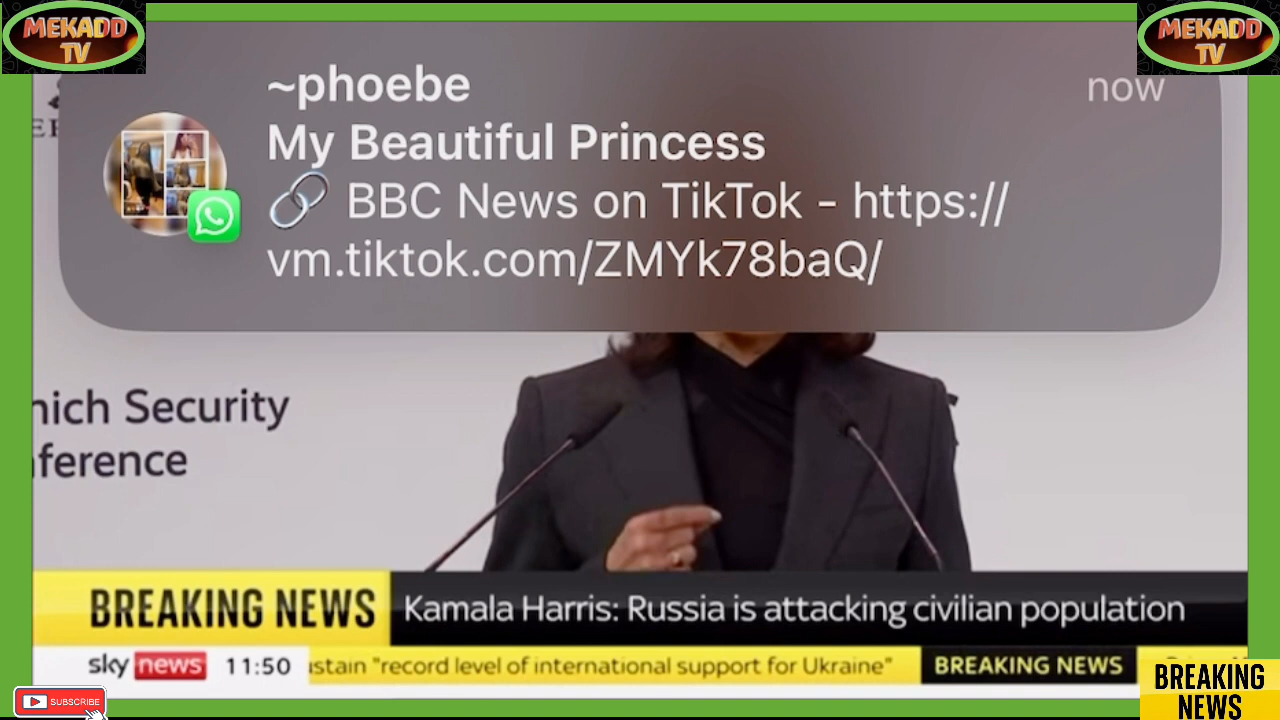 MEKADD
TV
MEKADD
TV
~phoebe
now
My Beautiful Princess
BBC News on TikTok - https://
vm.tiktok.com/ZMYk78baQ/
nich Security
nference
BREAKING NEWS
Kamala Harris: Russia is attacking civilian population
sky news 11:50
stain "record level of international support for Ukraine"
BREAKING NEWS
SUBSCRIBE
BREAKING
NEWS